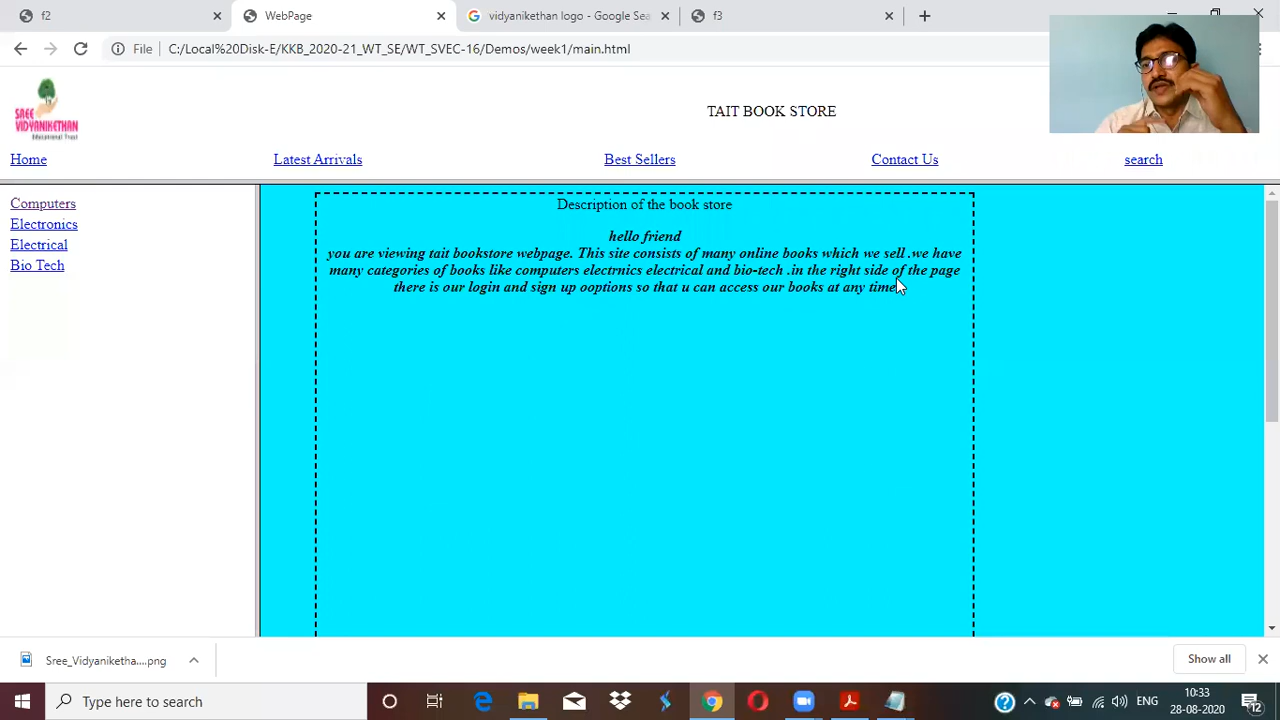 f2
WebPage
vidyanikethan logo - Google Sea
f3
File
C:/Local%20Disk-E/KKB_2020-21_WT_SE/WT_SVEC-16/Demos/week1/main.html
SREE
VIDYANIKETHAN
Educational Trust
TAIT BOOK STORE
Home
Latest Arrivals
Best Sellers
Contact Us
search
Computers
Electronics
Electrical
Bio Tech
Description of the book store
hello friend
you are viewing tait bookstore webpage. This site consists of many online books which we sell .we have
many categories of books like computers electrnics electrical and bio-tech .in the right side of the page
there is our login and sign up ooptions so that u can access our books at any time
Sree_Vidyaniketha....png
Show all
Type here to search
ENG
10:33
28-08-2020
12